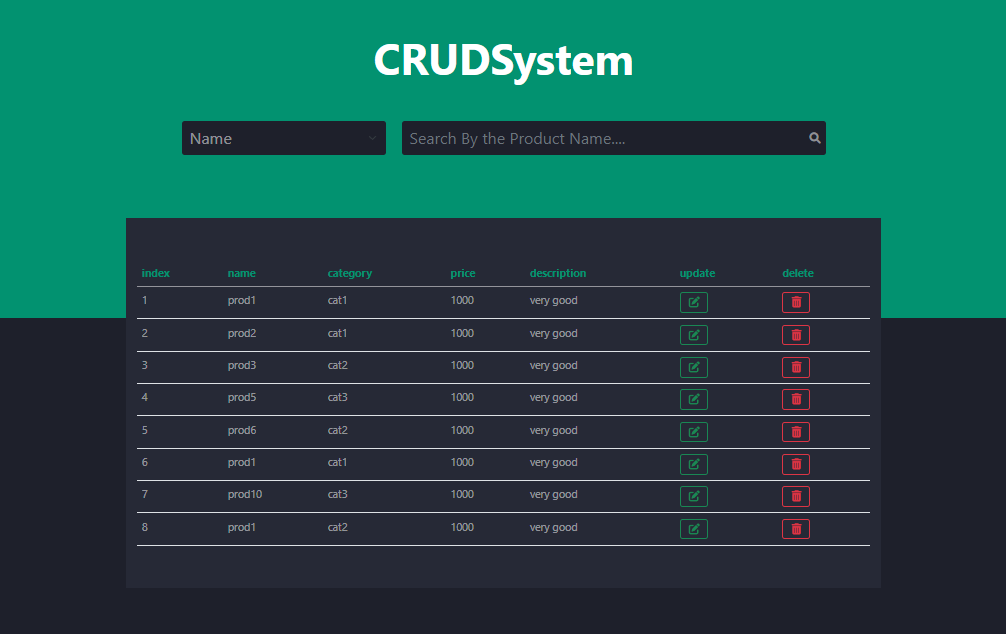 CRUDSystem
Name Search By the Product Name....
index name category price description update delete
1 prod1 cat1 1000 very good
2 prod2 cat1 1000 very good
3 prod3 cat2 1000 very good
4 prod5 cat3 1000 very good
5 prod6 cat2 1000 very good
6 prod1 cat1 1000 very good
7 prod10 cat3 1000 very good
8 prod1 cat2 1000 very good